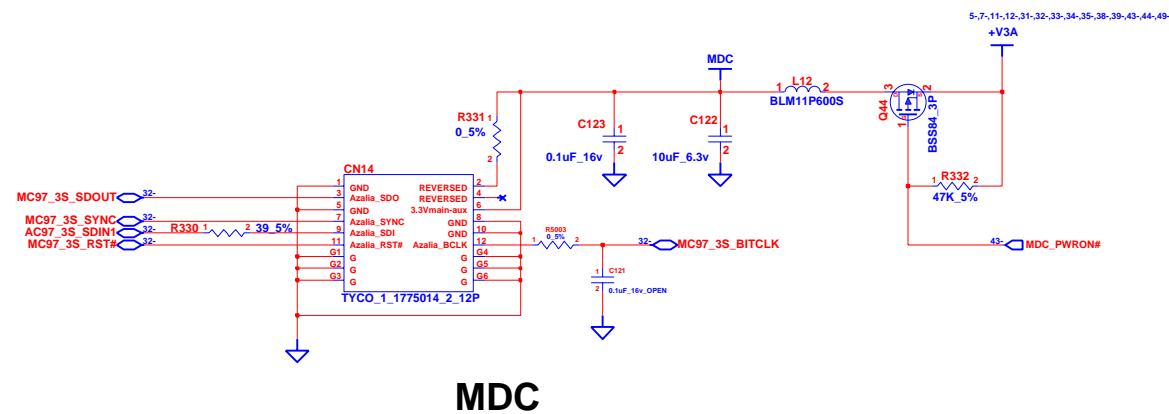 5-,7-,11-,12-,31-,32-,33-,34-,35-,38-,39-,43-,44-,49-
+V3A
MDC
1 L12 2
BLM11P600S
3 2
Q44
1
BSS84_3P
R331 1
0_5%
2
C123 1
2
0.1uF_16v
C122 1
2
10uF_6.3v
1 R332 2
47K_5%
CN14
1 GND REVERSED 2
MC97_3S_SDOUT 32- 3 Azalia_SDO REVERSED 4
5 GND 3.3Vmain-aux 6
MC97_3S_SYNC 32- 7 Azalia_SYNC GND 8
AC97_3S_SDIN1 32- R330 1 2 39_5% 9 Azalia_SDI GND 10
MC97_3S_RST# 32- 11 Azalia_RST# Azalia_BCLK 12
R5003
0_5%
1 2
32- MC97_3S_BITCLK
43- MDC_PWRON#
G1 G G G4
G2 G G G5
G3 G G G6
TYCO_1_1775014_2_12P
1 C121
2 0.1uF_16v_OPEN
MDC